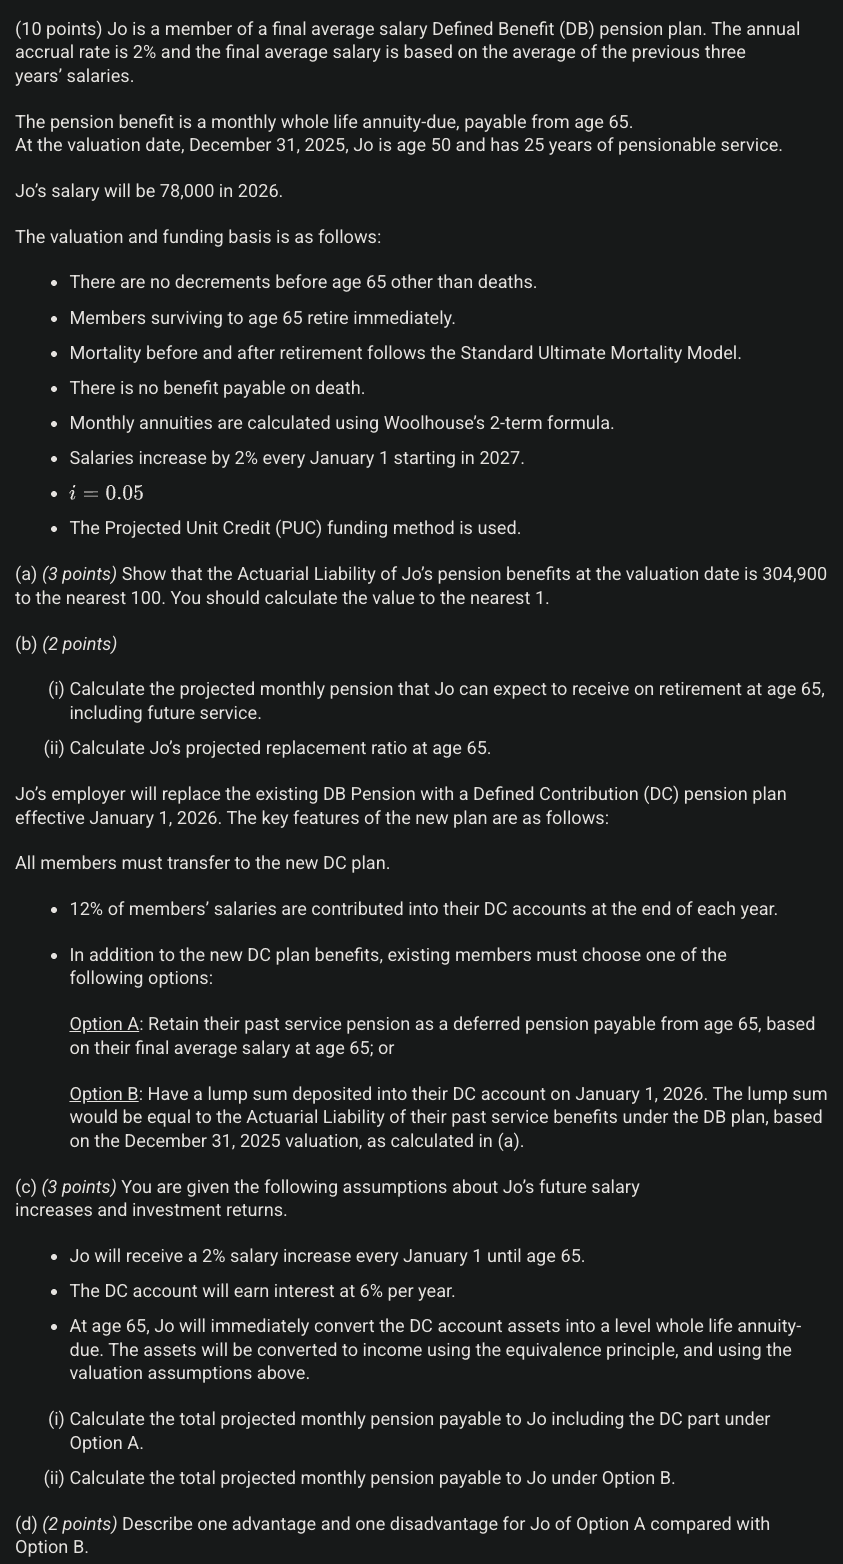 (10 points) Jo is a member of a final average salary Defined Benefit (DB) pension plan. The annual
accrual rate is 2% and the final average salary is based on the average of the previous three
years’ salaries.
The pension benefit is a monthly whole life annuity-due, payable from age 65.
At the valuation date, December 31, 2025, Jo is age 50 and has 25 years of pensionable service.
Jo’s salary will be 78,000 in 2026.
The valuation and funding basis is as follows:
• There are no decrements before age 65 other than deaths.
• Members surviving to age 65 retire immediately.
• Mortality before and after retirement follows the Standard Ultimate Mortality Model.
• There is no benefit payable on death.
• Monthly annuities are calculated using Woolhouse’s 2-term formula.
• Salaries increase by 2% every January 1 starting in 2027.
• i = 0.05
• The Projected Unit Credit (PUC) funding method is used.
(a) (3 points) Show that the Actuarial Liability of Jo’s pension benefits at the valuation date is 304,900
to the nearest 100. You should calculate the value to the nearest 1.
(b) (2 points)
(i) Calculate the projected monthly pension that Jo can expect to receive on retirement at age 65,
including future service.
(ii) Calculate Jo’s projected replacement ratio at age 65.
Jo’s employer will replace the existing DB Pension with a Defined Contribution (DC) pension plan
effective January 1, 2026. The key features of the new plan are as follows:
All members must transfer to the new DC plan.
• 12% of members’ salaries are contributed into their DC accounts at the end of each year.
• In addition to the new DC plan benefits, existing members must choose one of the
following options:
Option A: Retain their past service pension as a deferred pension payable from age 65, based
on their final average salary at age 65; or
Option B: Have a lump sum deposited into their DC account on January 1, 2026. The lump sum
would be equal to the Actuarial Liability of their past service benefits under the DB plan, based
on the December 31, 2025 valuation, as calculated in (a).
(c) (3 points) You are given the following assumptions about Jo’s future salary
increases and investment returns.
• Jo will receive a 2% salary increase every January 1 until age 65.
• The DC account will earn interest at 6% per year.
• At age 65, Jo will immediately convert the DC account assets into a level whole life annuity-
due. The assets will be converted to income using the equivalence principle, and using the
valuation assumptions above.
(i) Calculate the total projected monthly pension payable to Jo including the DC part under
Option A.
(ii) Calculate the total projected monthly pension payable to Jo under Option B.
(d) (2 points) Describe one advantage and one disadvantage for Jo of Option A compared with
Option B.